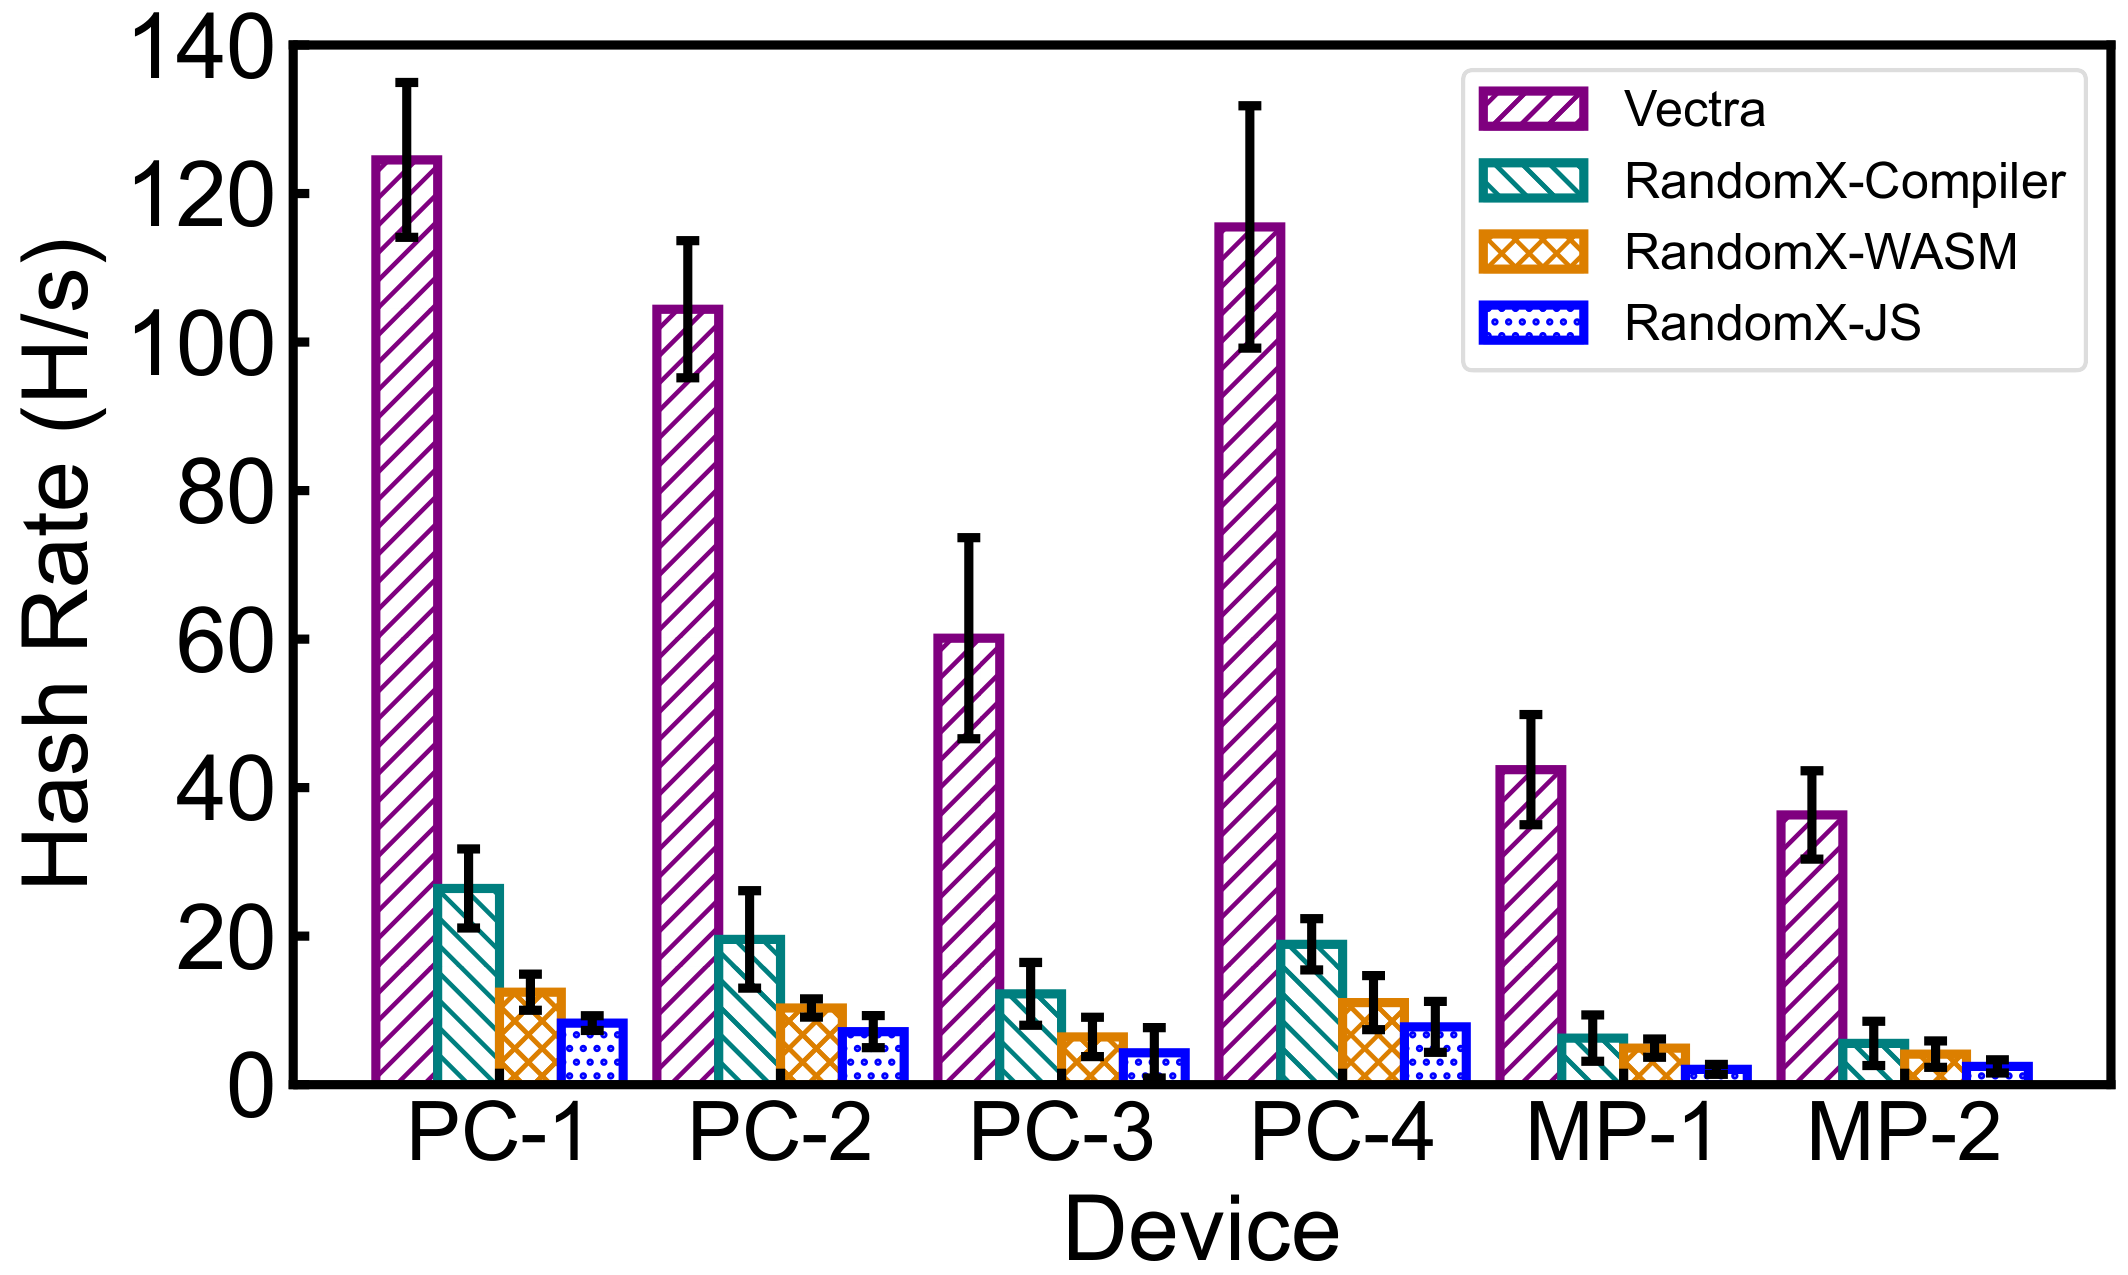 Hash Rate (H/s)
140
120
100
80
60
40
20
0
Vectra
RandomX-Compiler
RandomX-WASM
RandomX-JS
PC-1 PC-2 PC-3 PC-4 MP-1 MP-2
Device